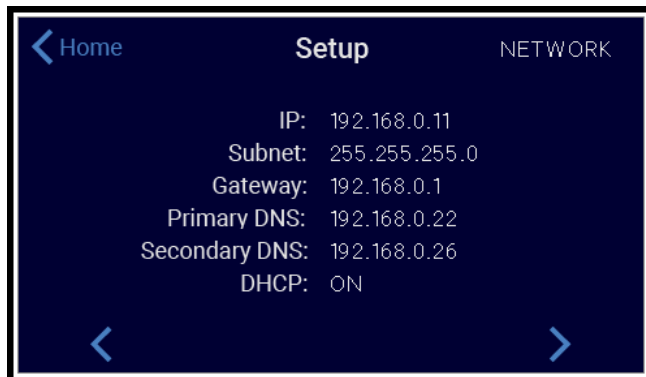 Home Setup NETWORK
IP: 192.168.0.11
Subnet: 255.255.255.0
Gateway: 192.168.0.1
Primary DNS: 192.168.0.22
Secondary DNS: 192.168.0.26
DHCP: ON